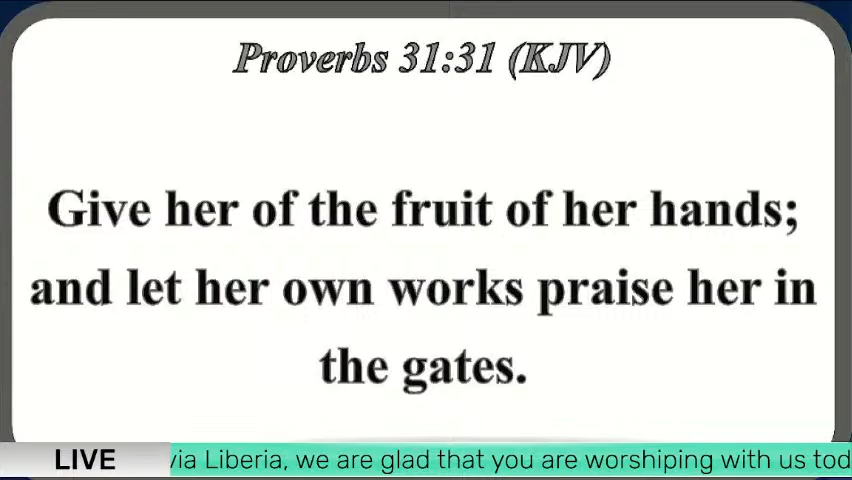 Proverbs 31:31 (KJV)
Give her of the fruit of her hands;
and let her own works praise her in
the gates.
LIVE
via Liberia, we are glad that you are worshiping with us tod